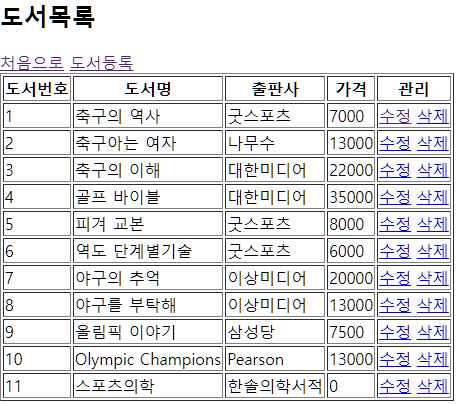 도서목록
처음으로 도서등록
도서번호 도서명 출판사 가격 관리
1 축구의 역사 굿스포츠 7000 수정 삭제
2 축구아는 여자 나무수 13000 수정 삭제
3 축구의 이해 대한미디어 22000 수정 삭제
4 골프 바이블 대한미디어 35000 수정 삭제
5 피겨 교본 굿스포츠 8000 수정 삭제
6 역도 단계별기술 굿스포츠 6000 수정 삭제
7 야구의 추억 이상미디어 20000 수정 삭제
8 야구를 부탁해 이상미디어 13000 수정 삭제
9 올림픽 이야기 삼성당 7500 수정 삭제
10 Olympic Champions Pearson 13000 수정 삭제
11 스포츠의학 한솔의학서적 0 수정 삭제